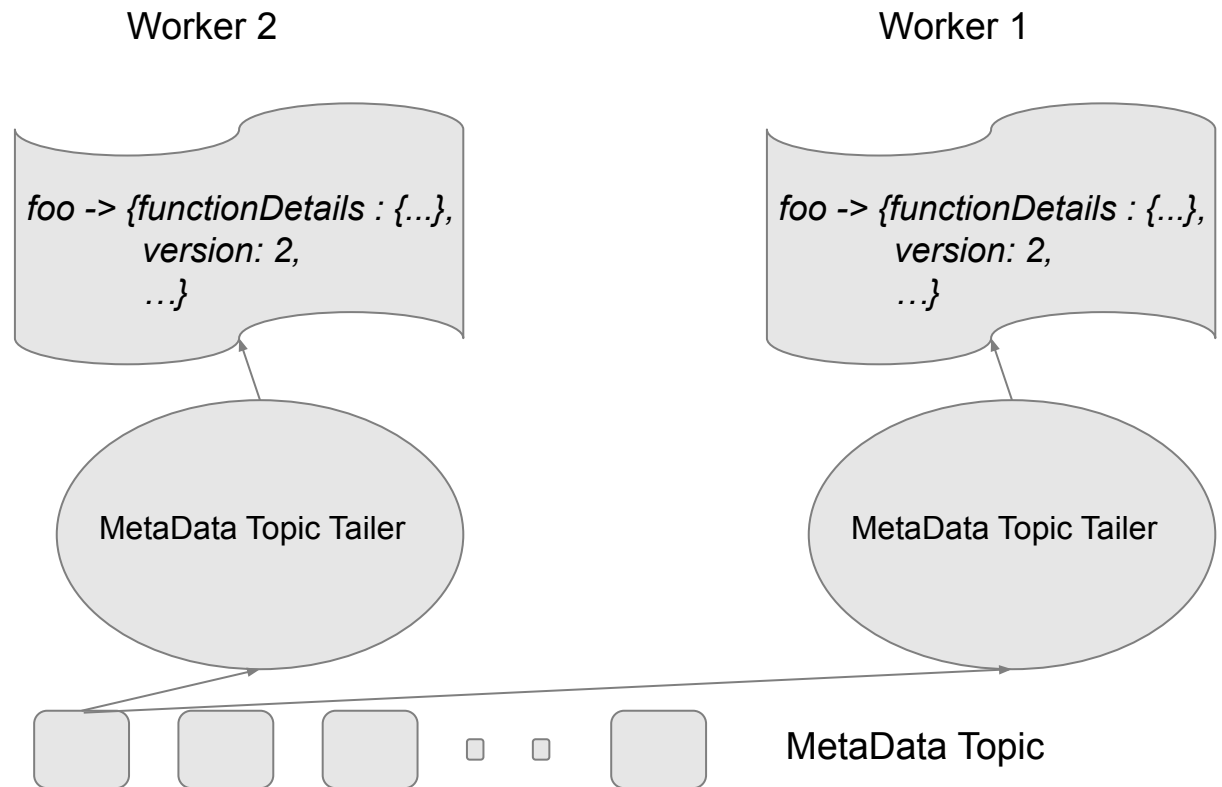 Worker 2
Worker 1
foo -> {functionDetails : {...},
version: 2,
…}
foo -> {functionDetails : {...},
version: 2,
…}
MetaData Topic Tailer
MetaData Topic Tailer
MetaData Topic